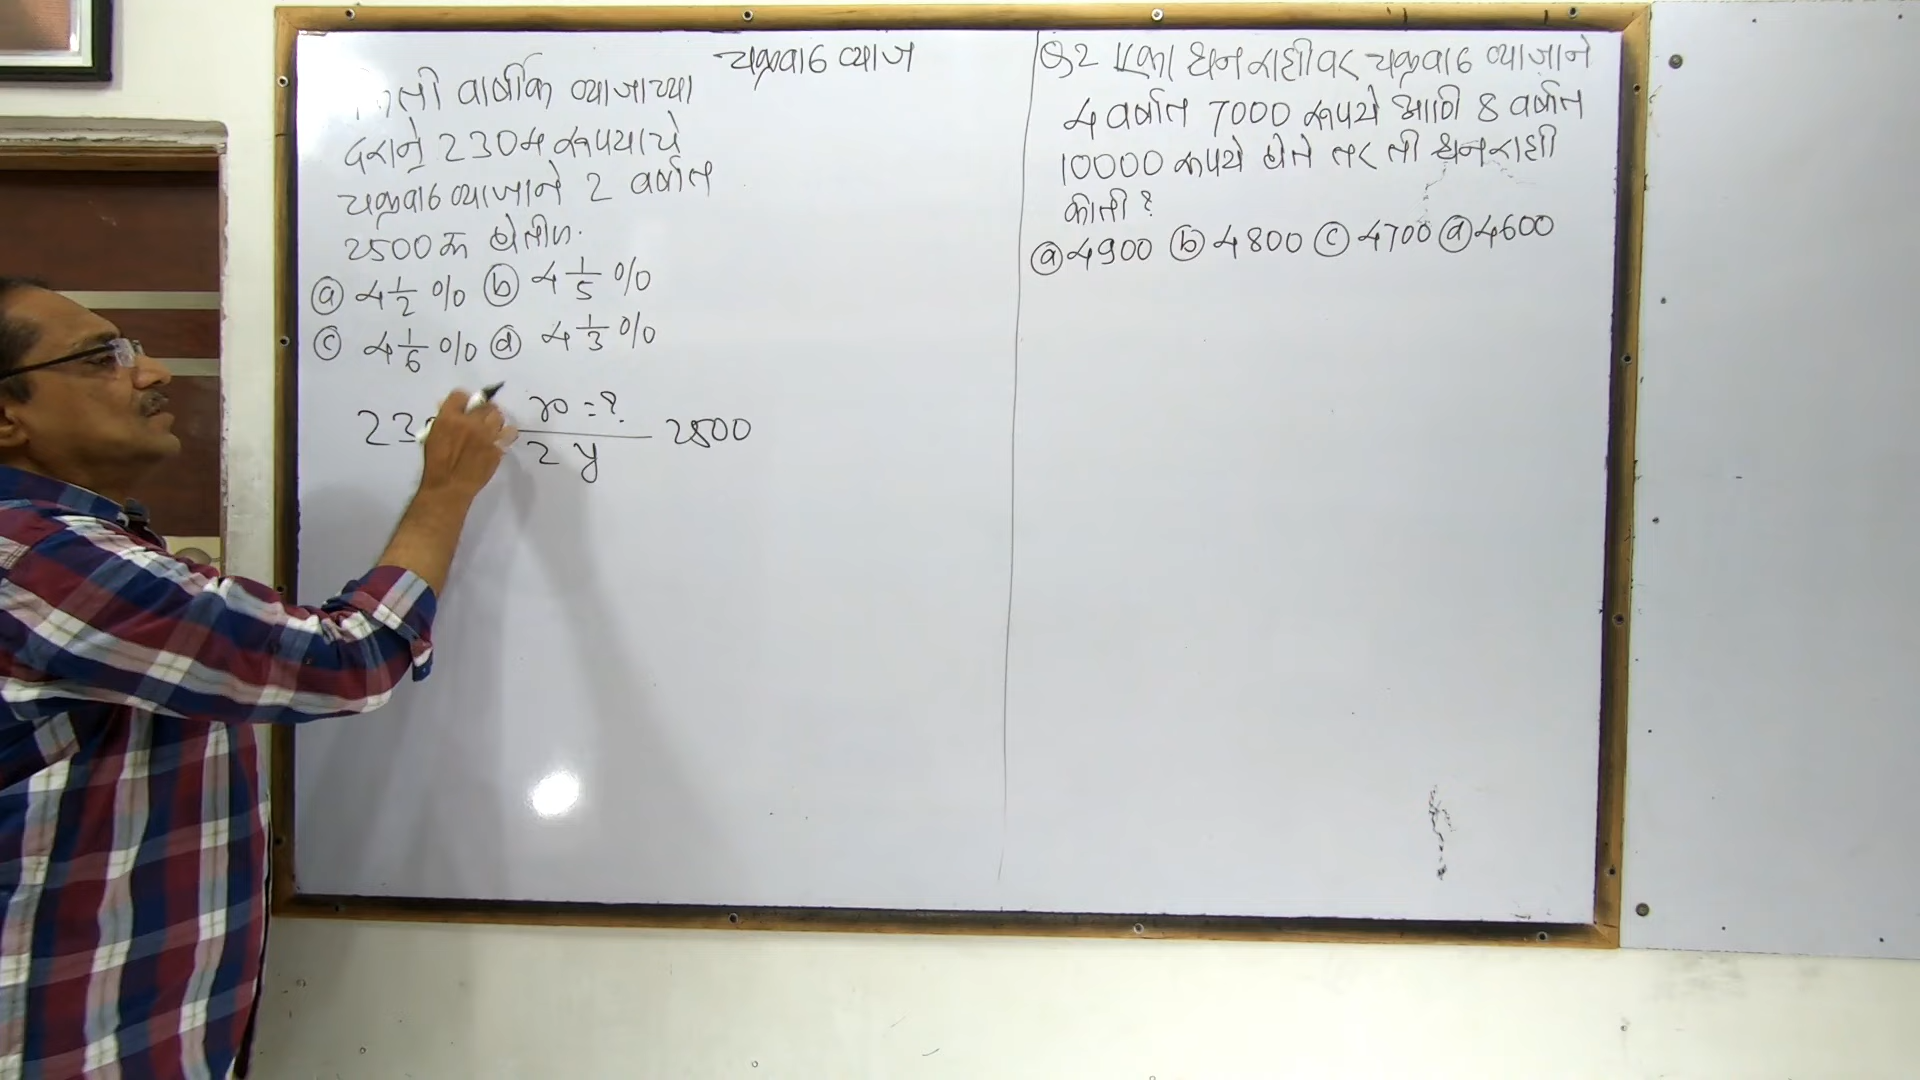 चक्रवाढ व्याज
किती वार्षीक व्याजाच्या
दराने 2304 रूपयाचे
चक्रवाढ व्याजाने 2 वर्षात
2500 रू होतील.
ⓐ 4 1/2 % ⓑ 4 1/5 %
ⓒ 4 1/6 % ⓓ 4 1/3 %
r = ?
2 y 2500
Q2 एका धनराशीवर चक्रवाढ व्याजाने
4 वर्षात 7000 रूपये आणि 8 वर्षात
10000 रूपये होते तर ती धनराशी
कोती ?
ⓐ 4900 ⓑ 4800 ⓒ 4700 ⓓ 4600